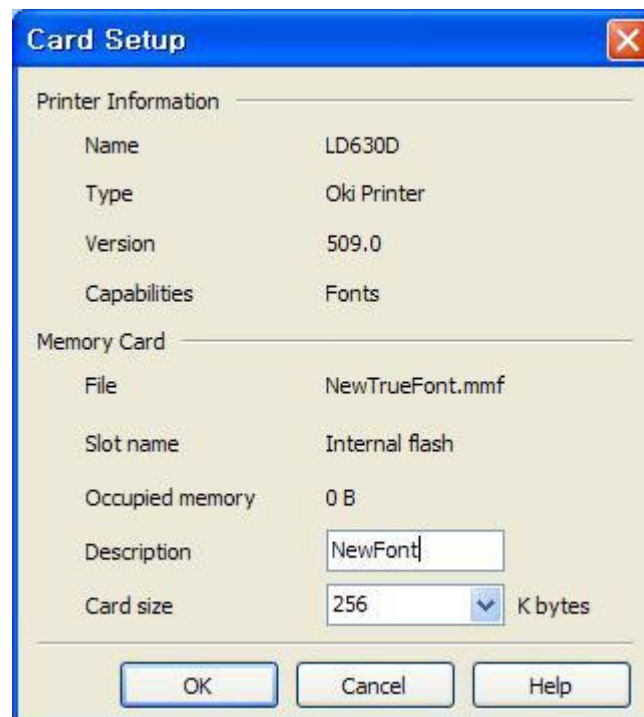 Card Setup
Printer Information
Name LD630D
Type Oki Printer
Version 509.0
Capabilities Fonts
Memory Card
File NewTrueFont.mmf
Slot name Internal flash
Occupied memory 0 B
Description NewFont
Card size 256 K bytes
OK Cancel Help